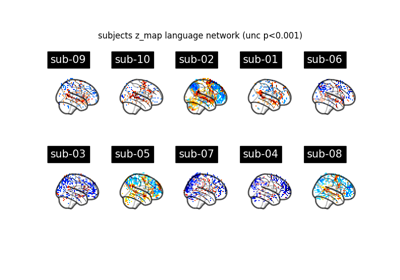 subjects z_map language network (unc p<0.001)
sub-09 sub-10 sub-02 sub-01 sub-06
sub-03 sub-05 sub-07 sub-04 sub-08